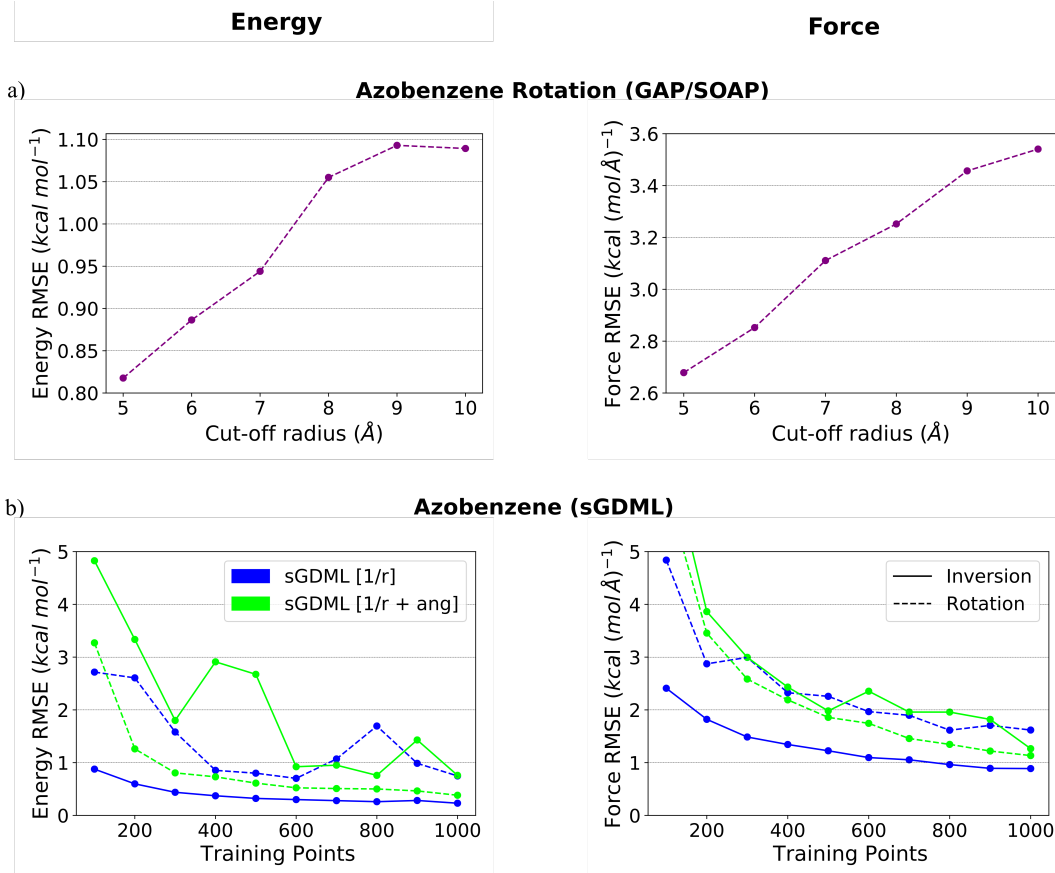 Energy
Force
a)
Azobenzene Rotation (GAP/SOAP)
Energy RMSE (kcal mol⁻¹)
1.10
1.05
1.00
0.95
0.90
0.85
0.80
5 6 7 8 9 10
Cut-off radius (Å)
Force RMSE (kcal (mol Å)⁻¹)
3.6
3.4
3.2
3.0
2.8
2.6
5 6 7 8 9 10
Cut-off radius (Å)
b)
Azobenzene (sGDML)
Energy RMSE (kcal mol⁻¹)
5
4
3
2
1
0
sGDML [1/r]
sGDML [1/r + ang]
200 400 600 800 1000
Training Points
Force RMSE (kcal (mol Å)⁻¹)
5
4
3
2
1
0
Inversion
Rotation
200 400 600 800 1000
Training Points